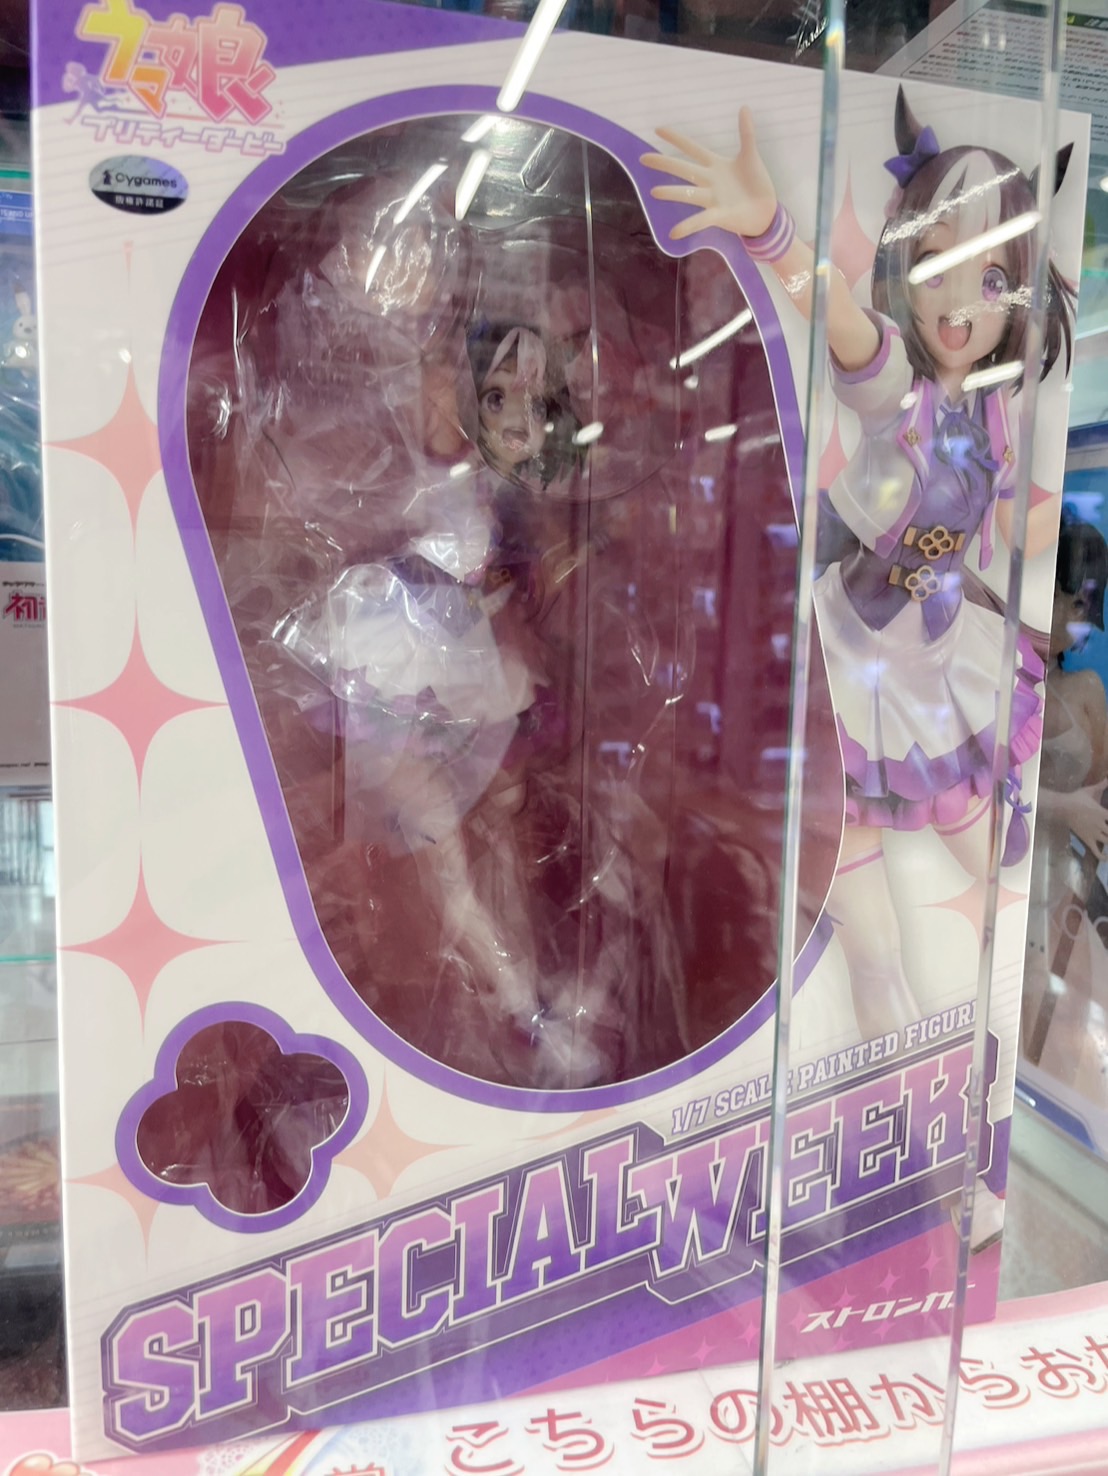 ウマ娘
プリティーダービー
Cygames
版権許諾証
1/7 SCALE PAINTED FIGURE
SPECIALWEEK
ストロンガー
こちらの棚からお